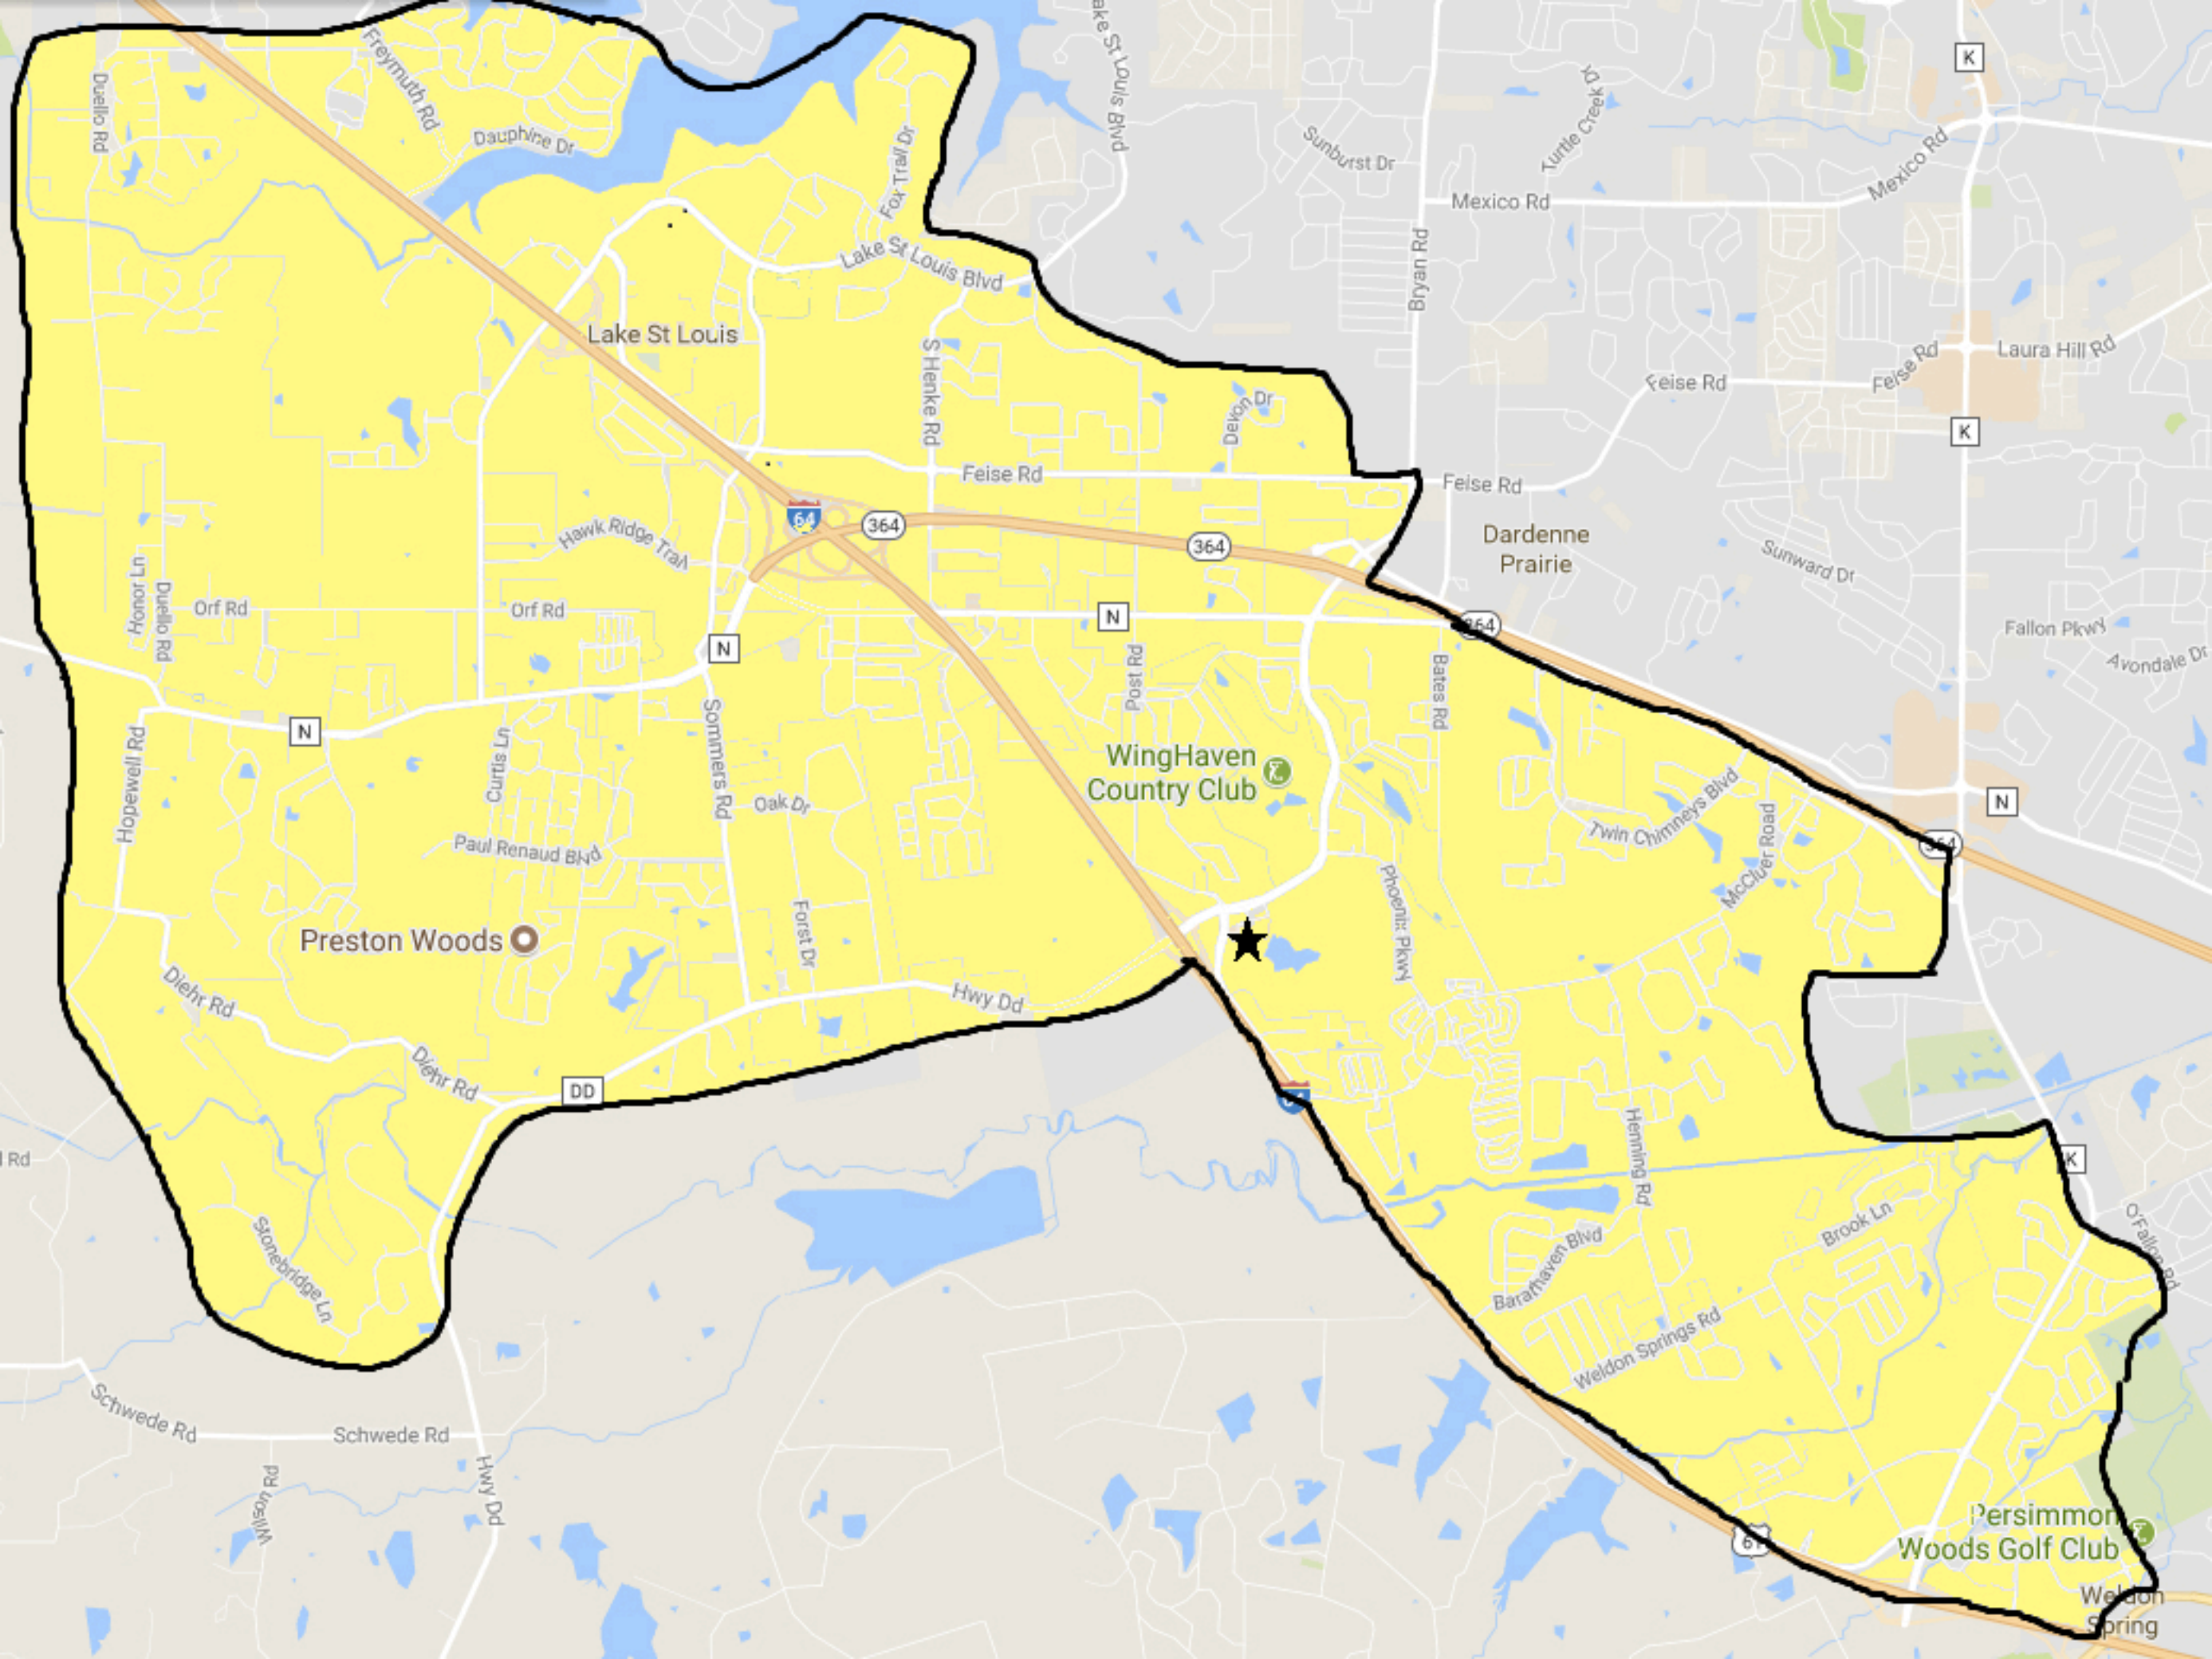 K
Lake St Louis Blvd
Freymuth Rd
Duello Rd
Dauphine Dr
Fox Trail Dr
Sunburst Dr
Turtle Creek Dr
Mexico Rd
Mexico Rd
Lake St Louis Blvd
Bryan Rd
Lake St Louis
S Henke Rd
Devon Dr
Feise Rd
Feise Rd
Laura Hill Rd
K
Feise Rd
Feise Rd
64
364
364
Hawk Ridge Trail
Dardenne
Prairie
Sunward Dr
Honor Ln
Duello Rd
Orf Rd
Orf Rd
N
N
364
Fallon Pkwy
Avondale Dr
Post Rd
Bates Rd
N
Sommers Rd
Hopewell Rd
Curtis Ln
WingHaven
Country Club
Oak Dr
Twin Chimneys Blvd
N
McCluer Road
364
Paul Renaud Blvd
Phoenix Pkwy
Forst Dr
Preston Woods
Diehr Rd
Hwy Dd
Diehr Rd
DD
64
Henning Rd
Rd
K
Stonebridge Ln
Brook Ln
O'Fallon Rd
Barathaven Blvd
Weldon Springs Rd
Schwede Rd
Schwede Rd
Wilson Rd
Hwy Dd
Persimmon
Woods Golf Club
61
Weldon
Spring